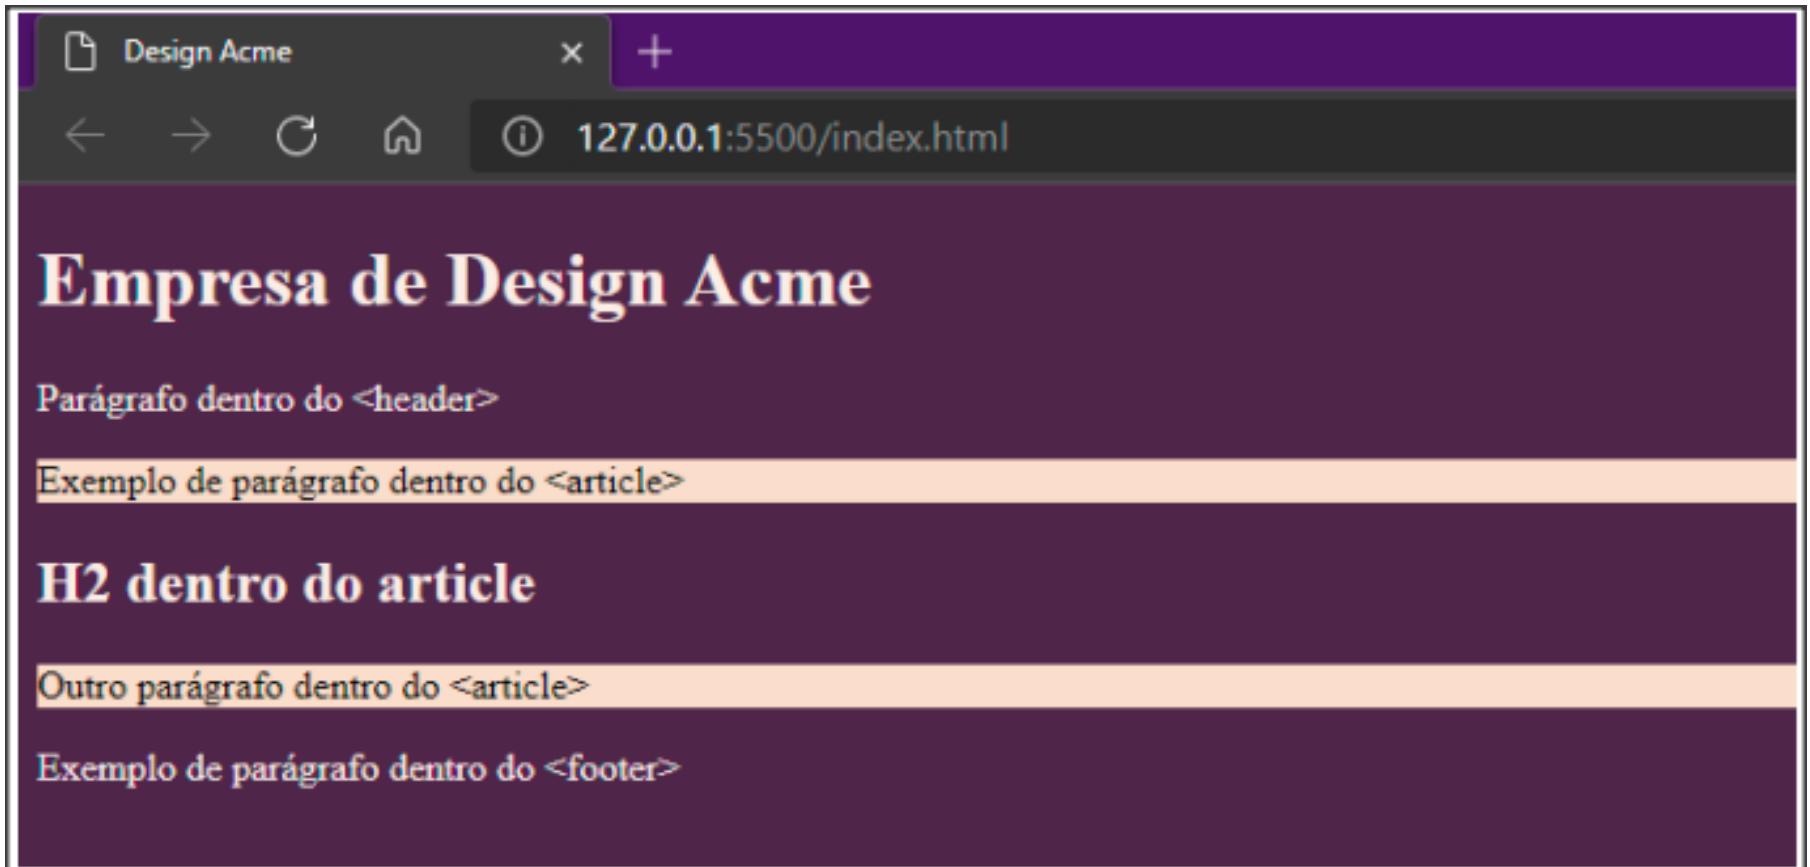 Design Acme
127.0.0.1:5500/index.html
Empresa de Design Acme
Parágrafo dentro do <header>
Exemplo de parágrafo dentro do <article>
H2 dentro do article
Outro parágrafo dentro do <article>
Exemplo de parágrafo dentro do <footer>